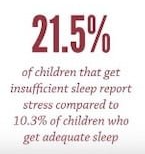 21.5%
of children that get
insufficient sleep report
stress compared to
10.3% of children who
get adequate sleep